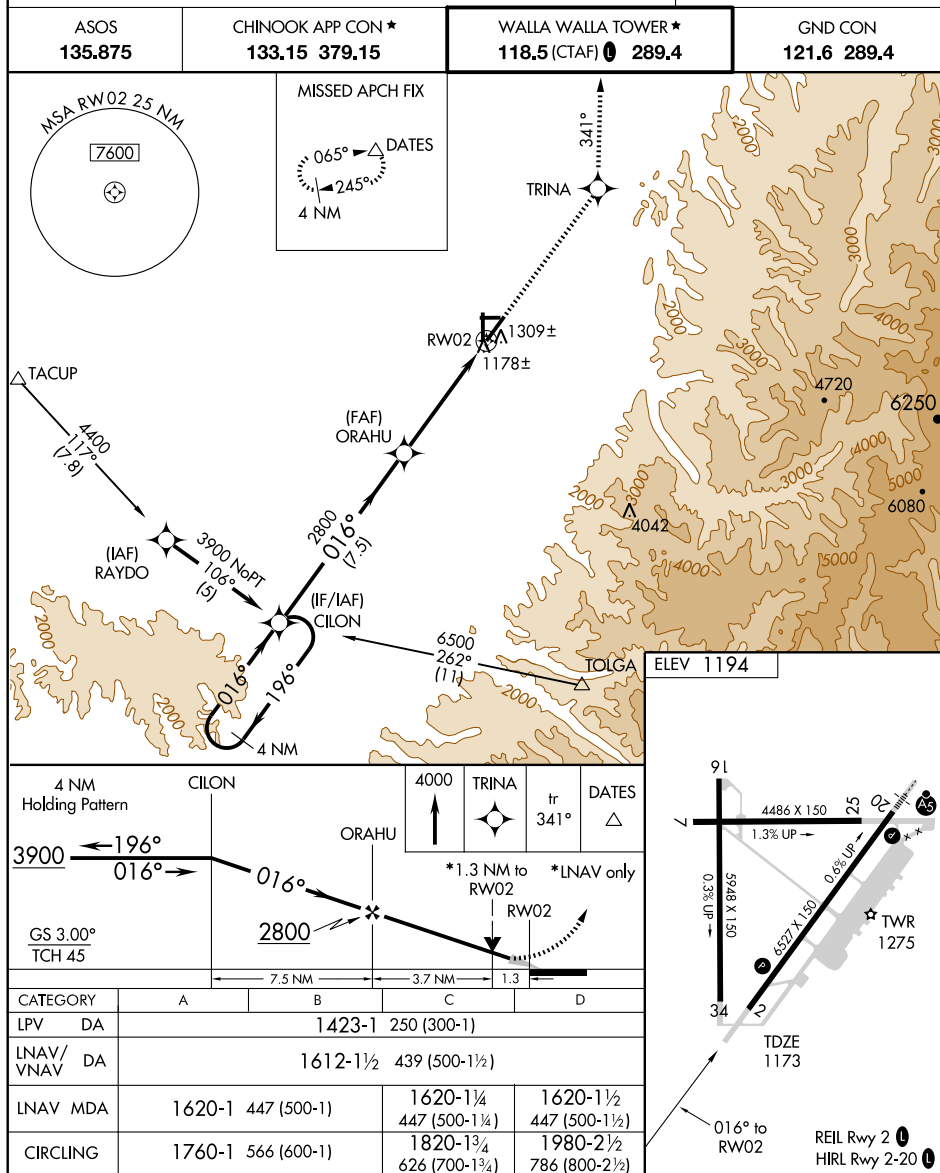 ASOS
135.875
CHINOOK APP CON ★
133.15 379.15
WALLA WALLA TOWER ★
118.5 (CTAF) L 289.4
GND CON
121.6 289.4
MSA RW02 25 NM
7600
MISSED APCH FIX
065°
DATES
245°
4 NM
341°
TRINA
2000
3000
3000
2000
3000
2000
4000
3000
RW02
1309±
1178±
TACUP
4720
6250
4400
117°
(7.8)
(FAF)
ORAHU
4000
3000
5000
2000
3000
6080
4042
2800
016°
(7.5)
(IAF)
RAYDO
3900 NoPT
106°
(5)
4000
5000
(IF/IAF)
CILON
2000
6500
262°
(11)
TOLGA
2000
016°
196°
2000
4 NM
ELEV 1194
4 NM
Holding Pattern
CILON
4000
TRINA
tr
341°
DATES
3900
196°
016°
016°
ORAHU
2800
*1.3 NM to
RW02
*LNAV only
RW02
GS 3.00°
TCH 45
7.5 NM
3.7 NM
1.3
16
7
4486 X 150
1.3% UP
25
20
A5
P
0.3% UP
5948 X 150
0.6% UP
6527 X 150
TWR
1275
P
34
2
TDZE
1173
016° to
RW02
REIL Rwy 2 L
HIRL Rwy 2-20 L
CATEGORY A B C D
LPV DA 1423-1 250 (300-1)
LNAV/
VNAV DA 1612-1½ 439 (500-1½)
LNAV MDA 1620-1 447 (500-1) 1620-1¼ 1620-1½
447 (500-1¼) 447 (500-1½)
CIRCLING 1760-1 566 (600-1) 1820-1¾ 1980-2½
626 (700-1¾) 786 (800-2½)